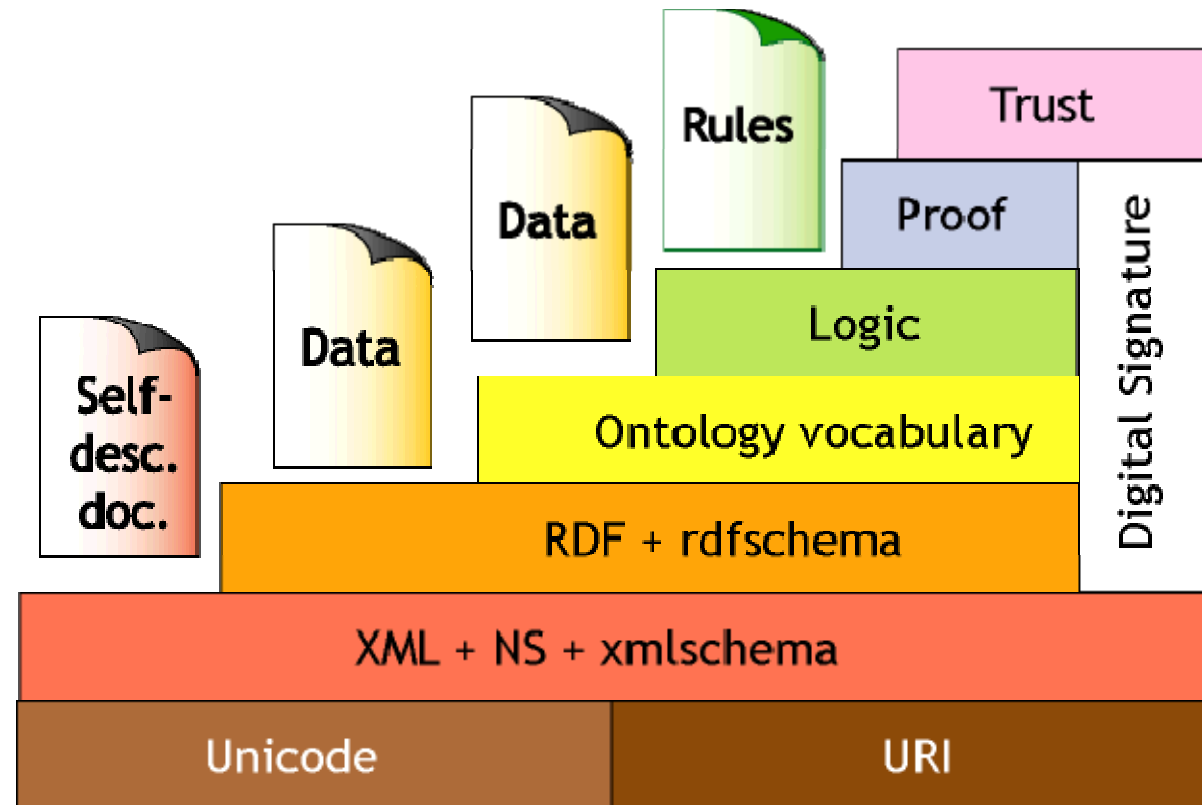 Rules
Trust
Data
Proof
Digital Signature
Data
Logic
Self-
desc.
doc.
Ontology vocabulary
RDF + rdfschema
XML + NS + xmlschema
Unicode
URI